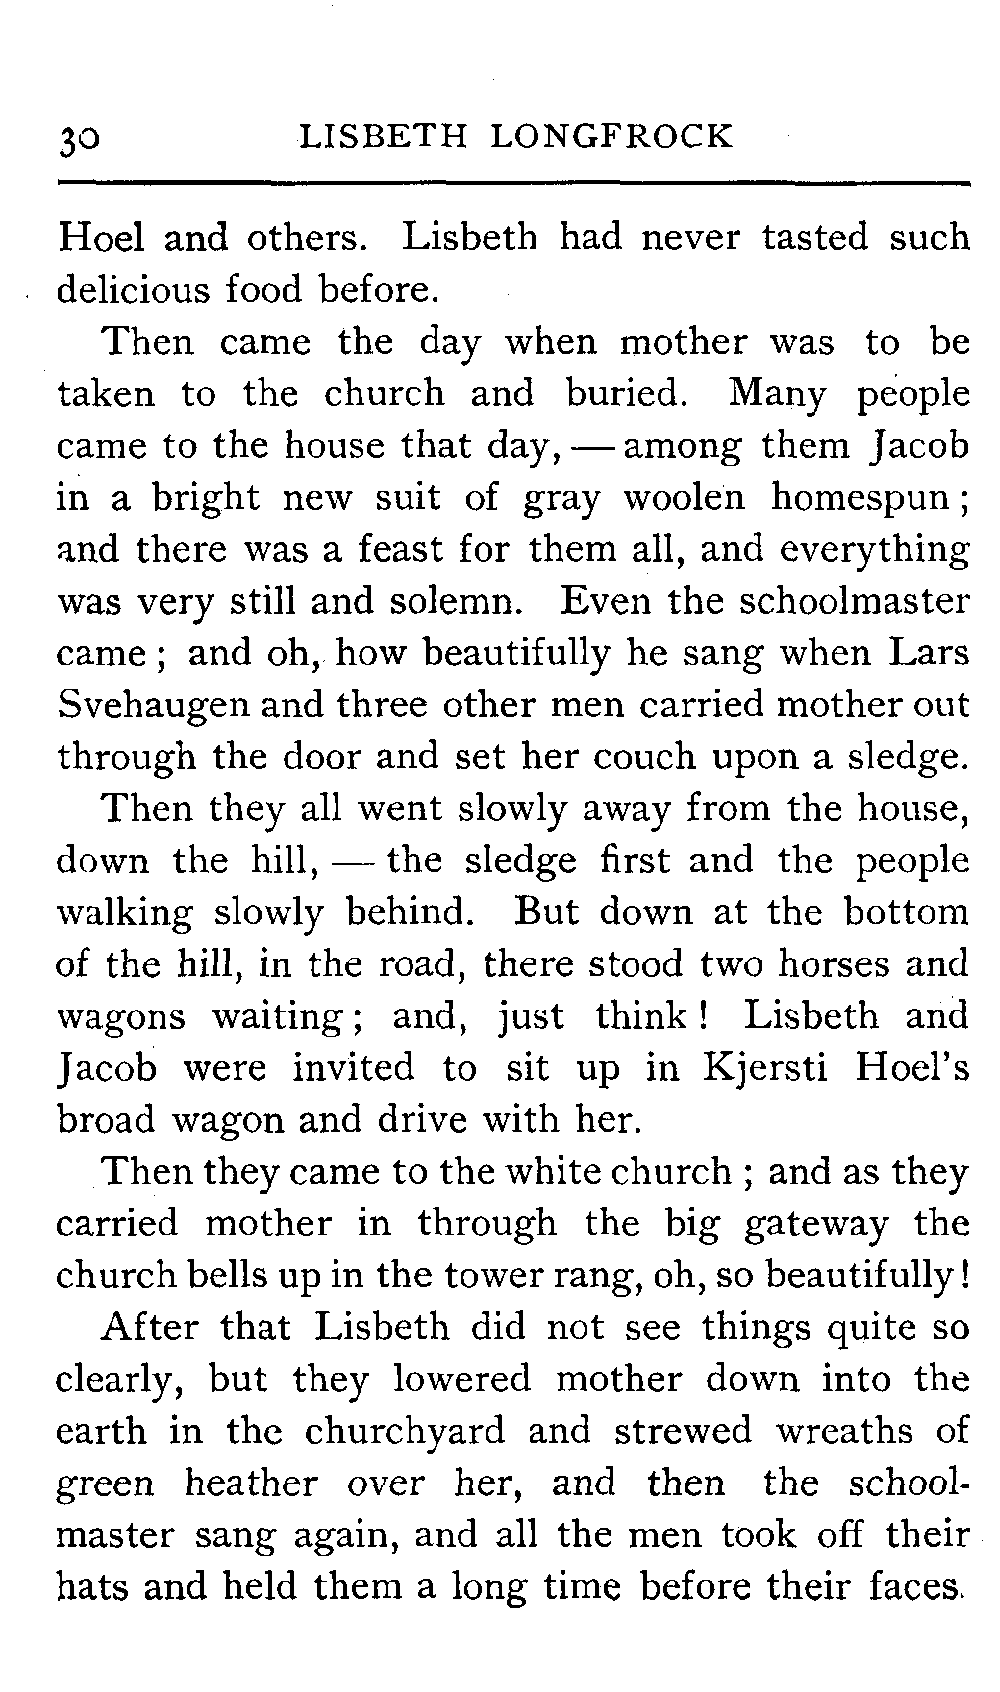 30 LISBETH LONGFROCK
Hoel and others. Lisbeth had never tasted such
delicious food before.
Then came the day when mother was to be
taken to the church and buried. Many people
came to the house that day, — among them Jacob
in a bright new suit of gray woolen homespun ;
and there was a feast for them all, and everything
was very still and solemn. Even the schoolmaster
came ; and oh, how beautifully he sang when Lars
Svehaugen and three other men carried mother out
through the door and set her couch upon a sledge.
Then they all went slowly away from the house,
down the hill, — the sledge first and the people
walking slowly behind. But down at the bottom
of the hill, in the road, there stood two horses and
wagons waiting ; and, just think ! Lisbeth and
Jacob were invited to sit up in Kjersti Hoel's
broad wagon and drive with her.
Then they came to the white church ; and as they
carried mother in through the big gateway the
church bells up in the tower rang, oh, so beautifully !
After that Lisbeth did not see things quite so
clearly, but they lowered mother down into the
earth in the churchyard and strewed wreaths of
green heather over her, and then the school-
master sang again, and all the men took off their
hats and held them a long time before their faces.